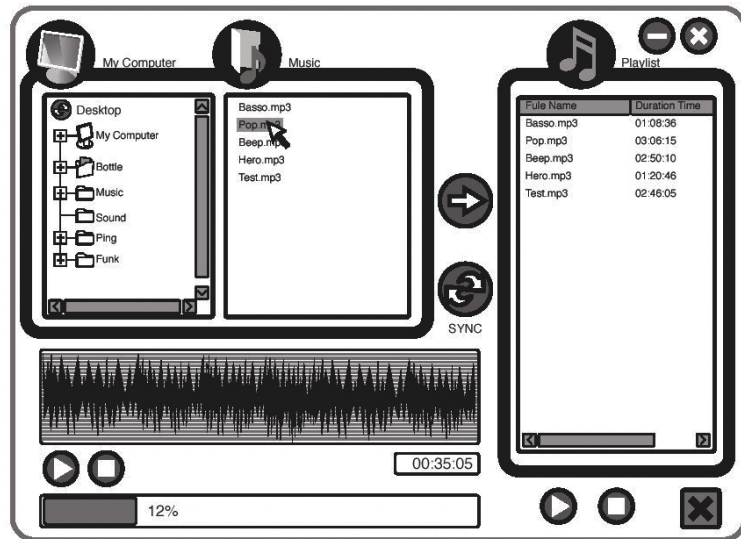 My Computer
Music
Playlist
Desktop
My Computer
Bottle
Music
Sound
Ping
Funk
Basso.mp3
Pop.mp3
Beep.mp3
Hero.mp3
Test.mp3
SYNC
Fule Name Duration Time
Basso.mp3 01:08:36
Pop.mp3 03:06:15
Beep.mp3 02:50:10
Hero.mp3 01:20:46
Test.mp3 02:46:05
00:35:05
12%